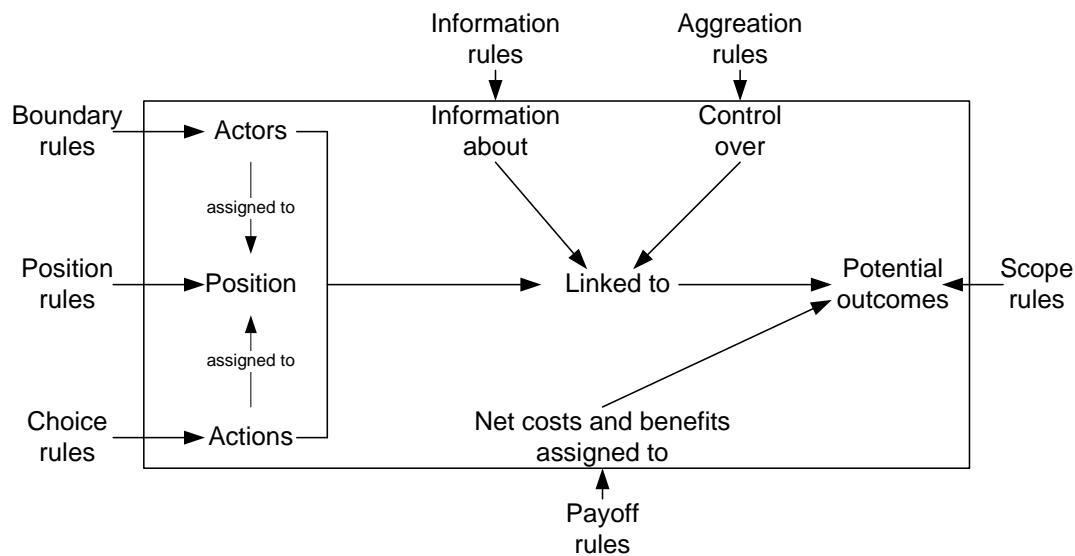 Information
rules
Aggreation
rules
Boundary
rules
Actors
Information
about
Control
over
assigned to
Position
rules
Position
Linked to
Potential
outcomes
Scope
rules
assigned to
Choice
rules
Actions
Net costs and benefits
assigned to
Payoff
rules